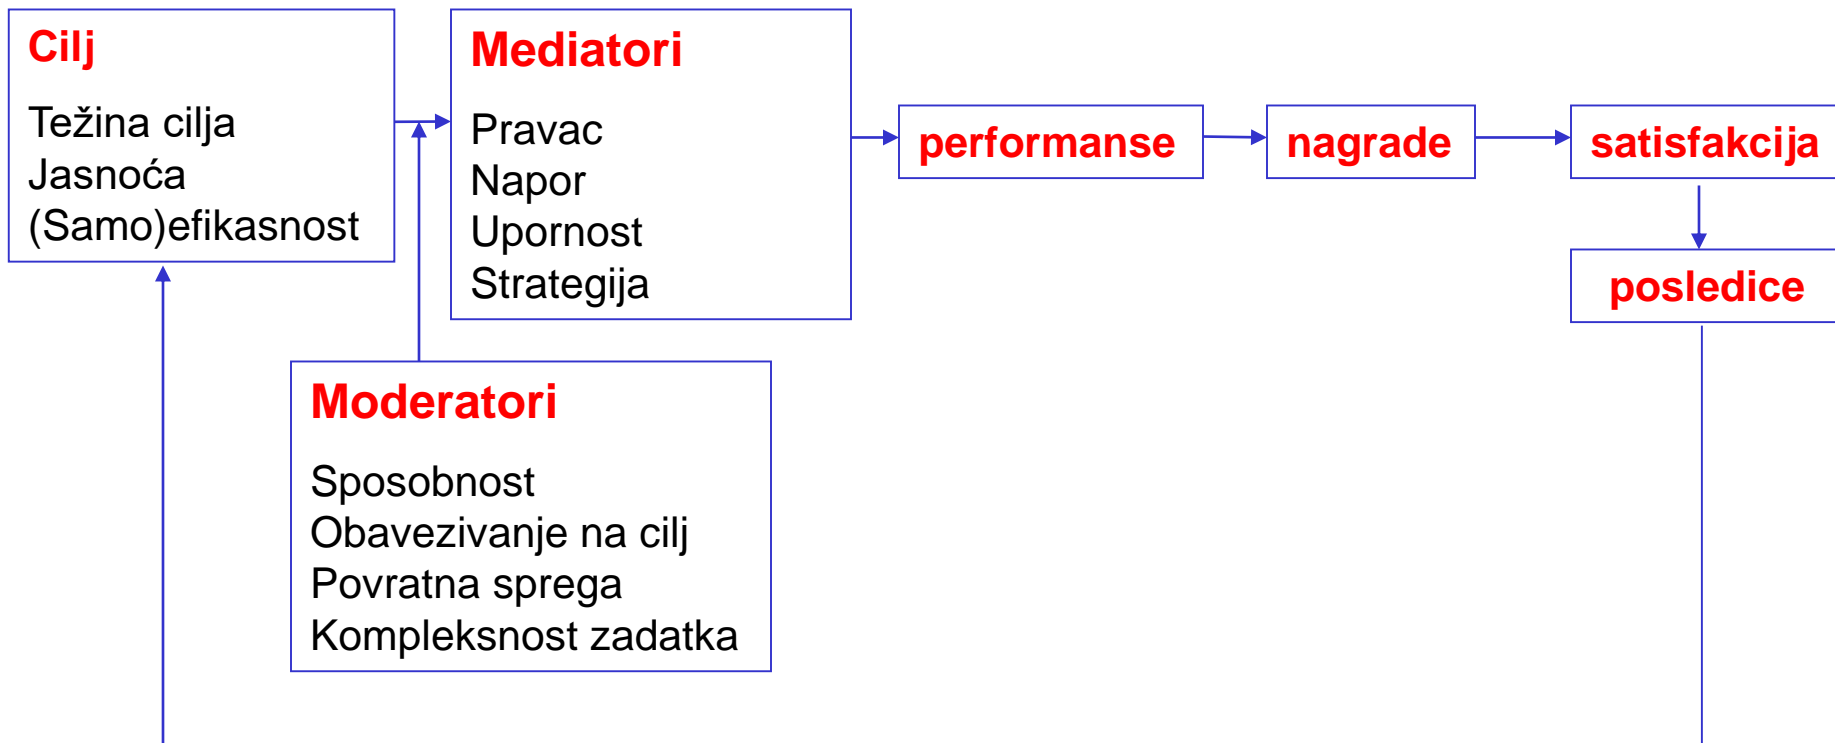 Cilj
Težina cilja
Jasnoća
(Samo)efikasnost
Mediatori
Pravac
Napor
Upornost
Strategija
performanse
nagrade
satisfakcija
posledice
Moderatori
Sposobnost
Obavezivanje na cilj
Povratna sprega
Kompleksnost zadatka